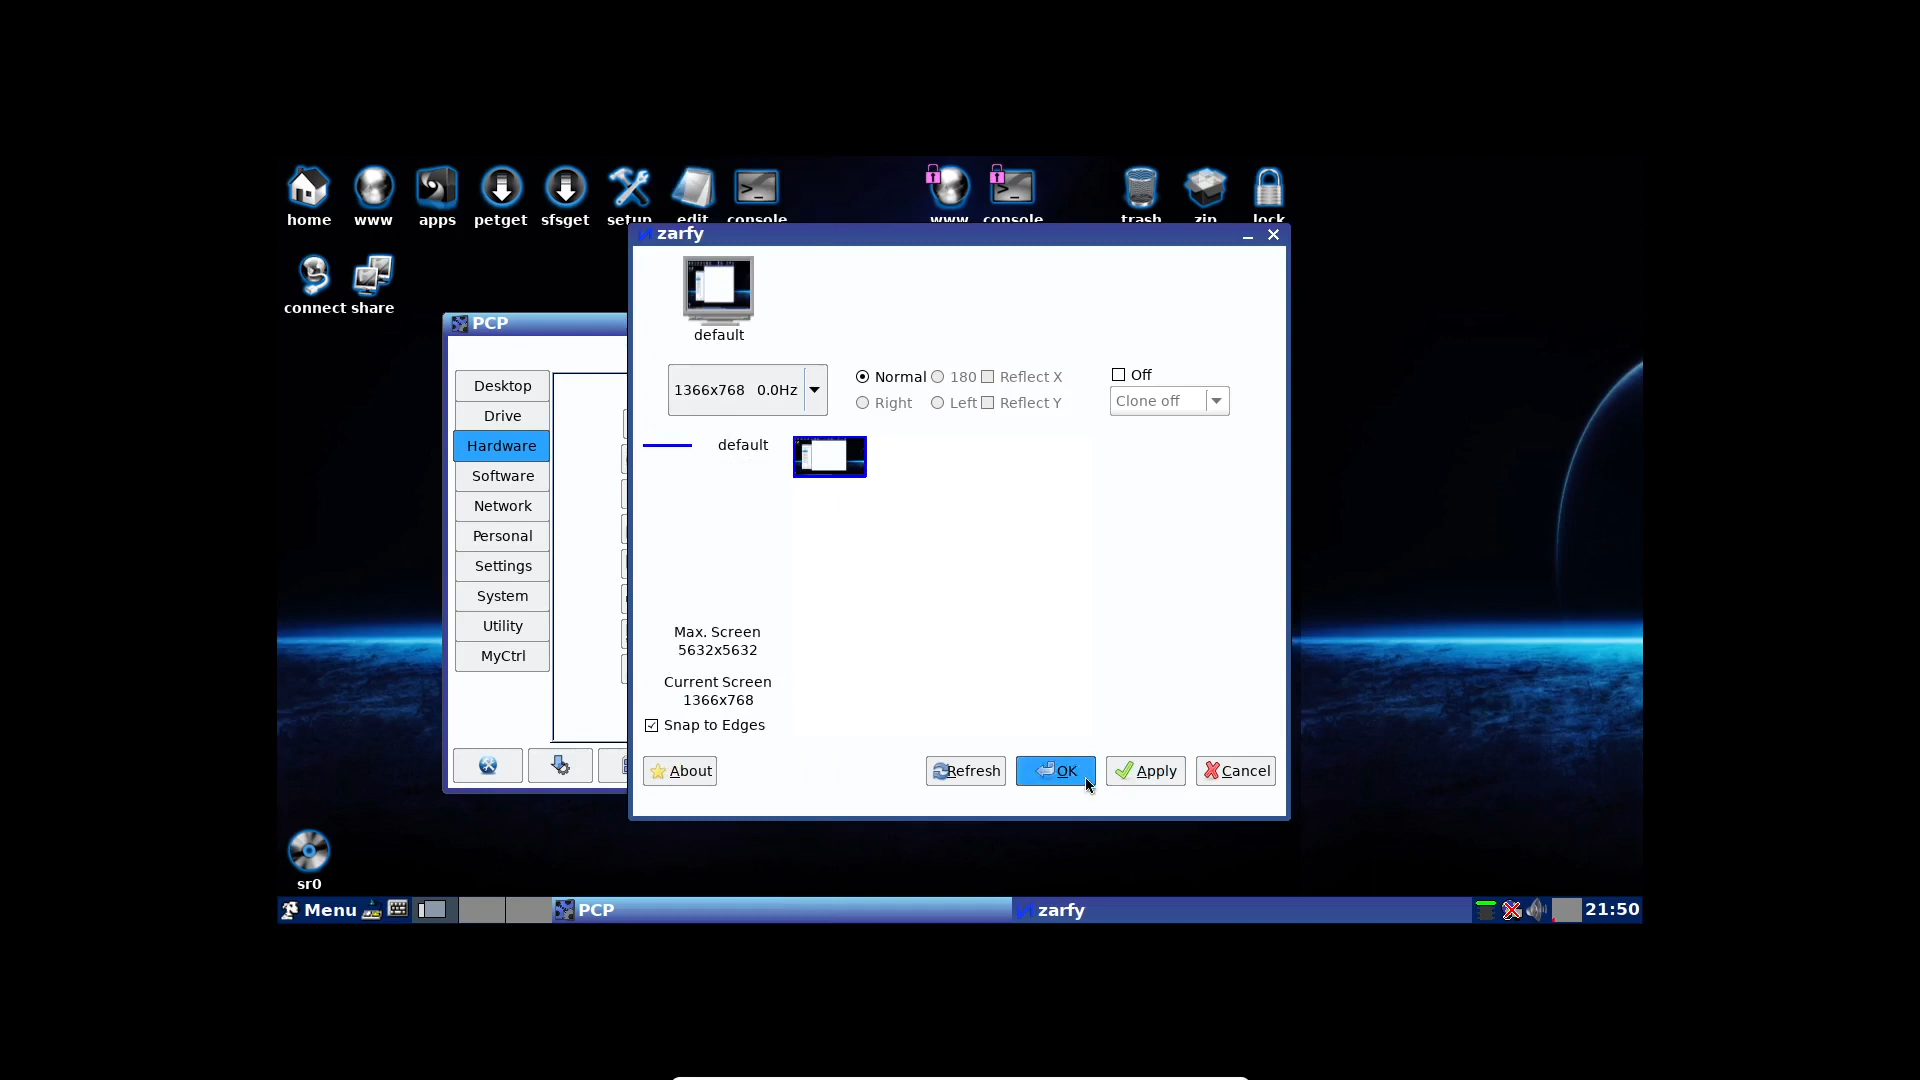 home
www
apps
petget
sfsget
setup
edit
console
www
console
trash
zip
lock
connect
share
zarfy
default
1366x768 0.0Hz
Normal
180
Reflect X
Right
Left
Reflect Y
Off
Clone off
default
Max. Screen
5632x5632
Current Screen
1366x768
Snap to Edges
About
Refresh
OK
Apply
Cancel
PCP
Desktop
Drive
Hardware
Software
Network
Personal
Settings
System
Utility
MyCtrl
sr0
Menu
PCP
zarfy
21:50